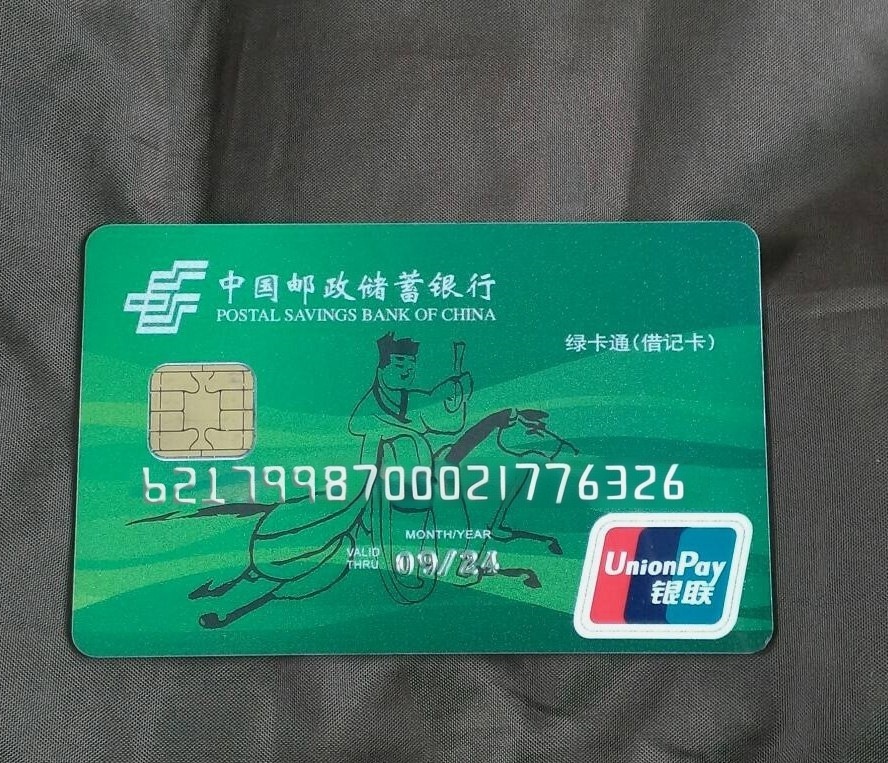 中国邮政储蓄银行
POSTAL SAVINGS BANK OF CHINA
绿卡通(借记卡)
6217998700021776326
MONTH/YEAR
VALID THRU 09/24
UnionPay
银联